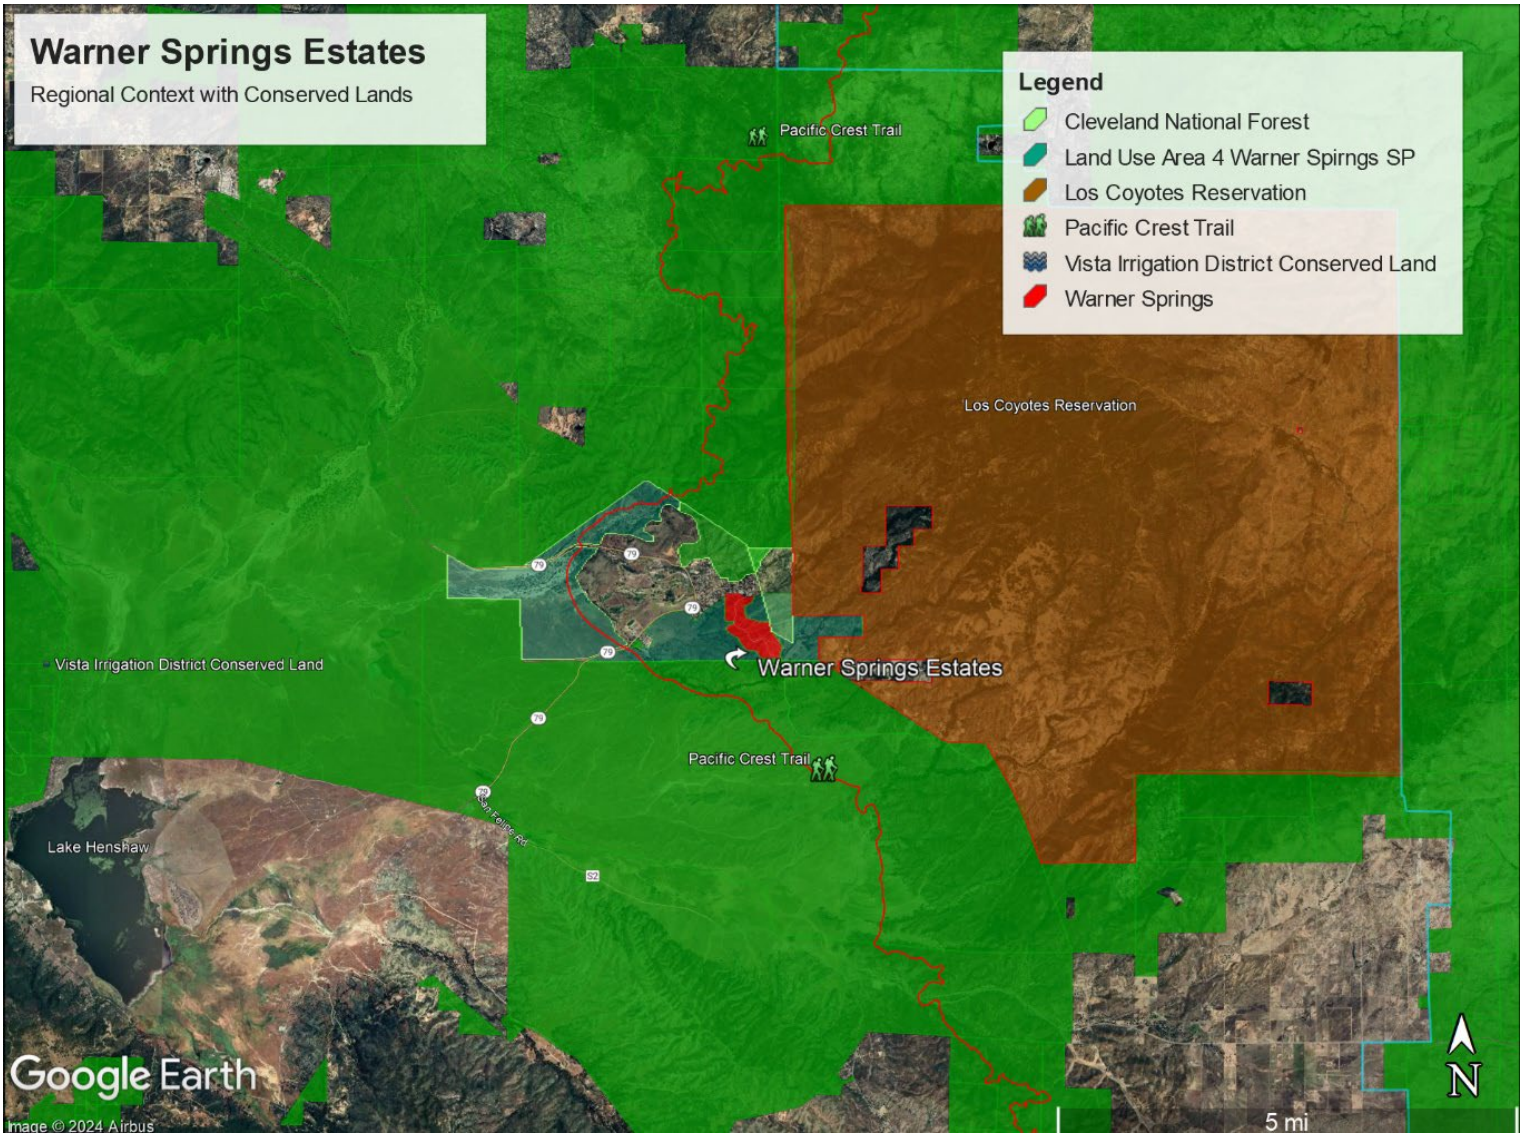 Warner Springs Estates
Regional Context with Conserved Lands
Legend
Cleveland National Forest
Land Use Area 4 Warner Spirngs SP
Los Coyotes Reservation
Pacific Crest Trail
Vista Irrigation District Conserved Land
Warner Springs
Pacific Crest Trail
Los Coyotes Reservation
79
79
79
79
Vista Irrigation District Conserved Land
Warner Springs Estates
79
Pacific Crest Trail
79
San Felipe Rd
Lake Henshaw
S2
Google Earth
Image © 2024 Airbus
N
5 mi